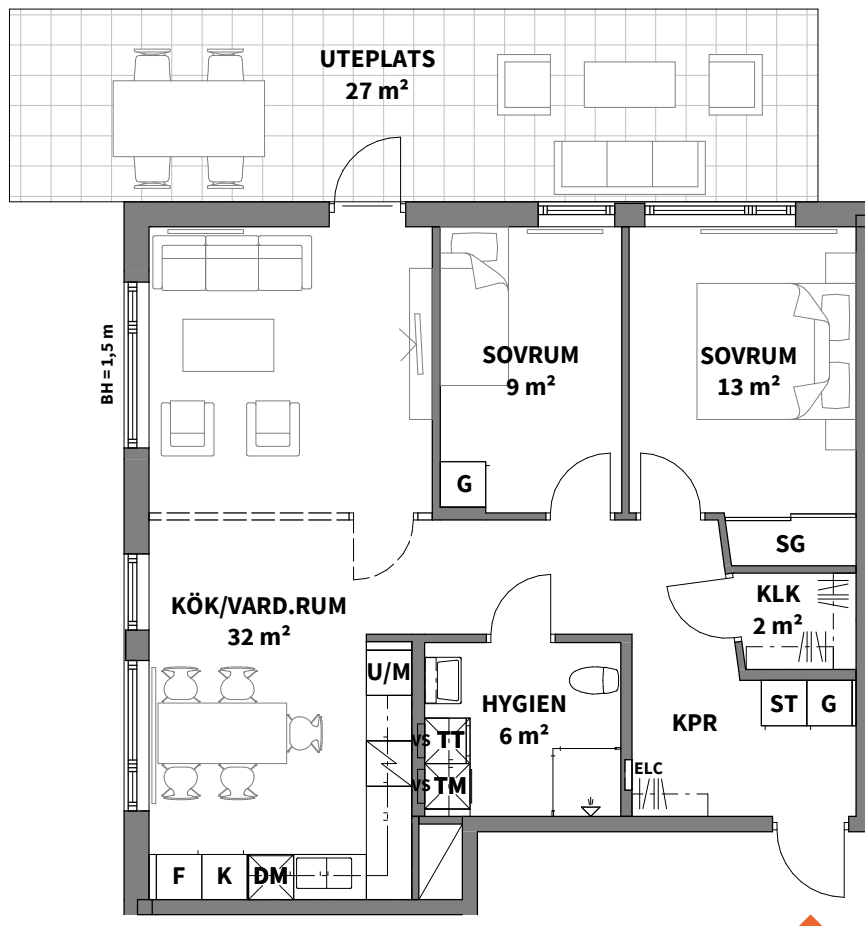 UTEPLATS
27 m²
BH = 1,5 m
SOVRUM
9 m²
SOVRUM
13 m²
G
SG
KÖK/VARD.RUM
32 m²
KLK
2 m²
U/M
HYGIEN
6 m²
ST G
KPR
VS TT
VS TM
ELC
F K DM